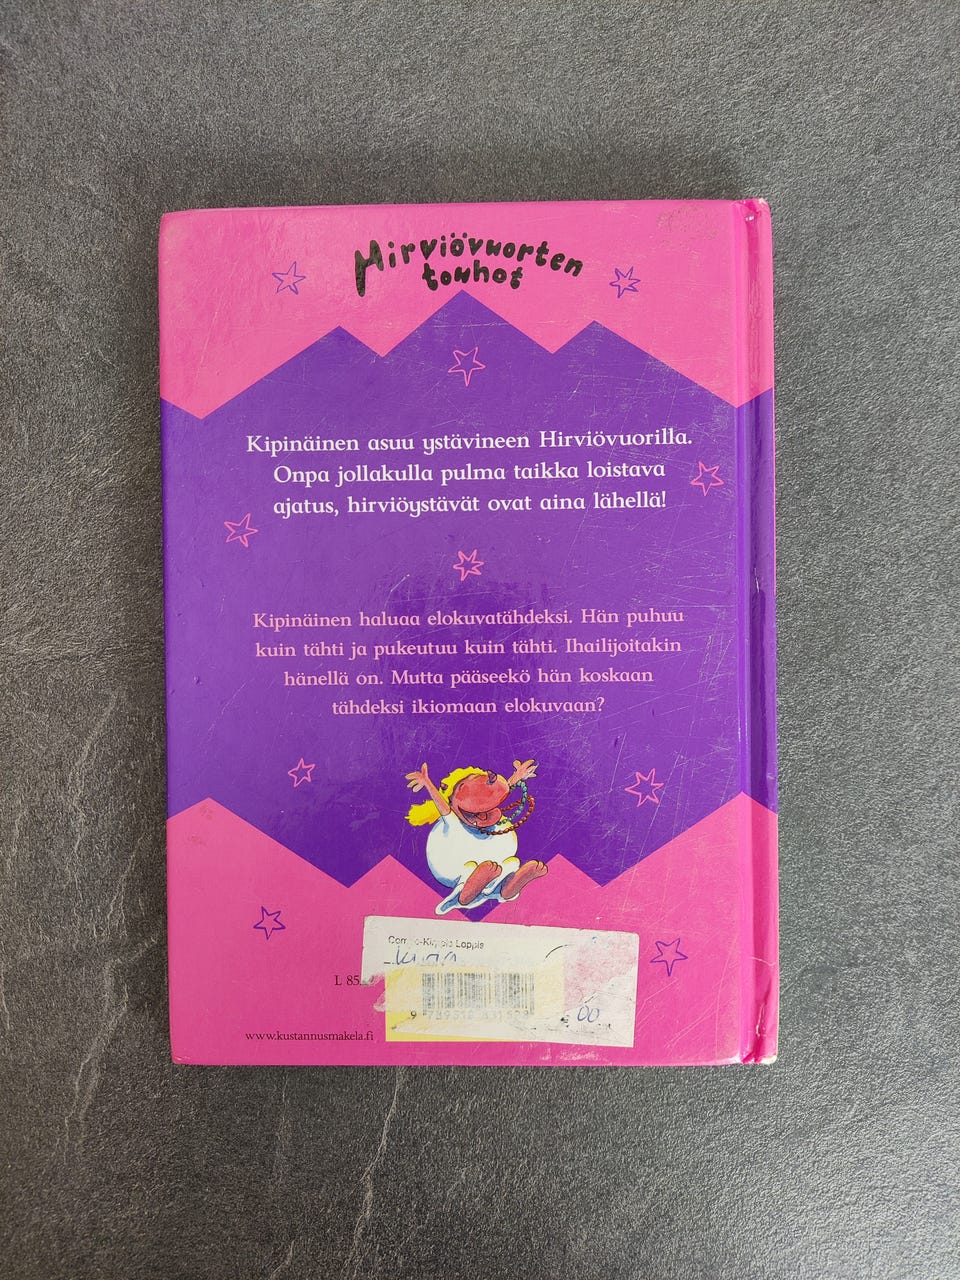 Hirviövuorten
touhot
Kipinäinen asuu ystävineen Hirviövuorilla.
Onpa jollakulla pulma taikka loistava
ajatus, hirviöystävät ovat aina lähellä!
Kipinäinen haluaa elokuvatähdeksi. Hän puhuu
kuin tähti ja pukeutuu kuin tähti. Ihailijoitakin
hänellä on. Mutta pääseekö hän koskaan
tähdeksi ikiomaan elokuvaan?
Loppis
L
00
www.kustannusmakela.fi